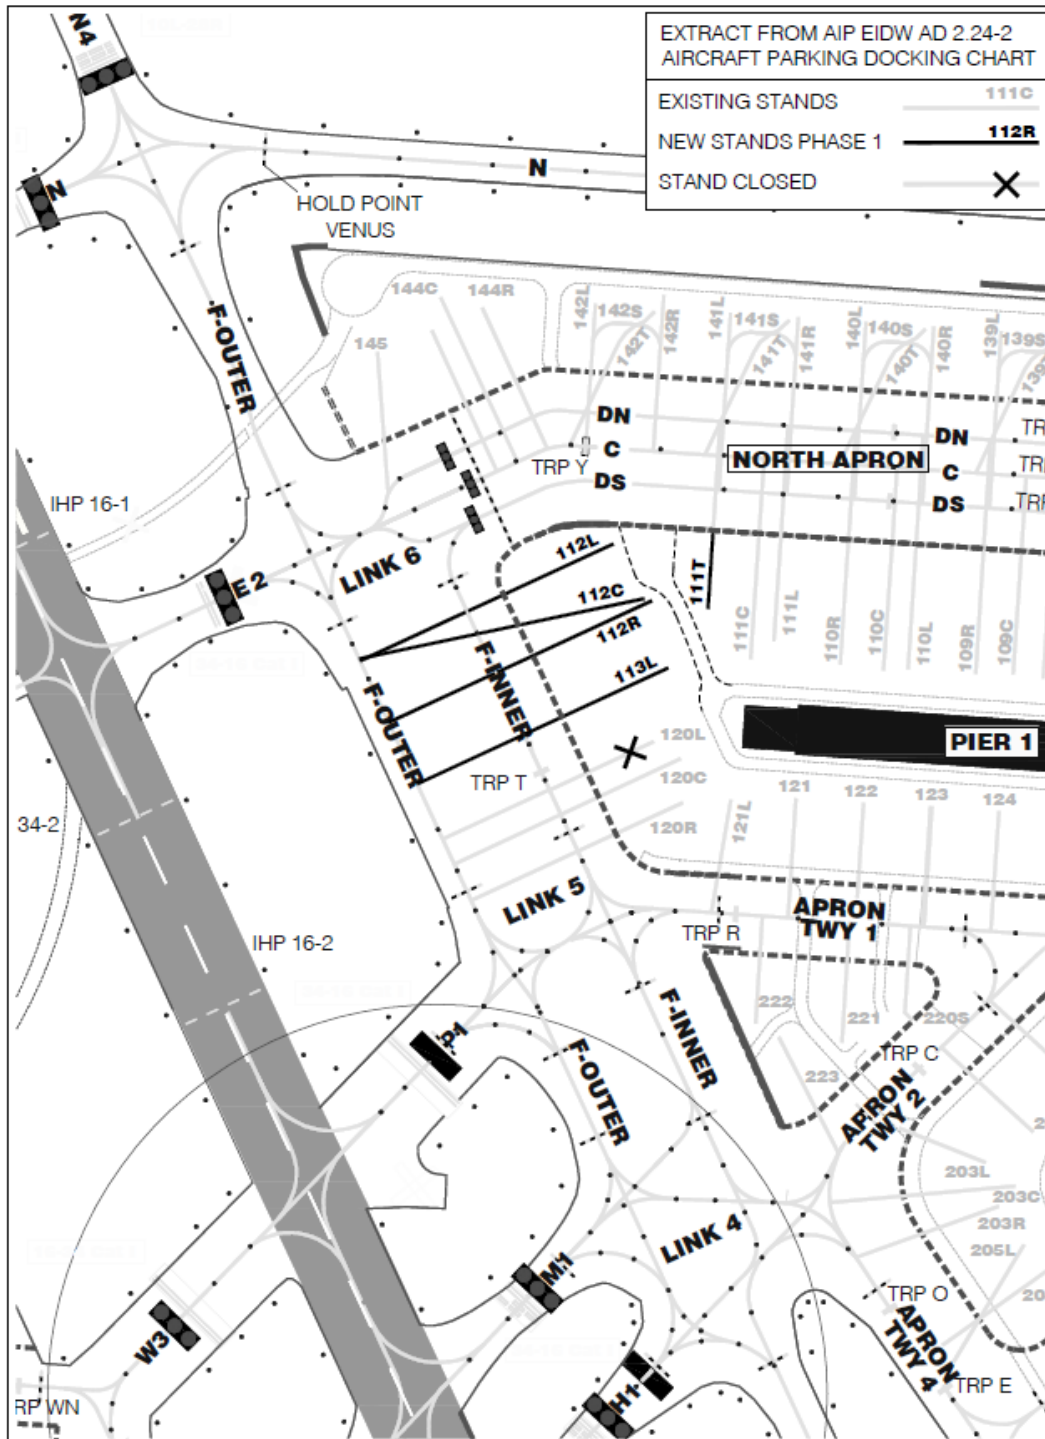 N4
EXTRACT FROM AIP EIDW AD 2.24-2
AIRCRAFT PARKING DOCKING CHART
EXISTING STANDS 111C
NEW STANDS PHASE 1 112R
STAND CLOSED
N
N
HOLD POINT
VENUS
F-OUTER
144C
144R
145
142L
142S
142T
142R
141L
141S
141T
141R
140L
140S
140T
140R
139L
139S
DN
C
DS
TRP Y
NORTH APRON
DN
C
DS
IHP 16-1
E2
LINK 6
112L
112C
112R
113L
111T
111C
111L
110R
110C
110L
109R
109C
F-INNER
F-OUTER
PIER 1
TRP T
120L
120C
120R
121L
121
122
123
124
34-2
LINK 5
APRON
TWY 1
TRP R
IHP 16-2
222
221
220S
223
P1
F-INNER
F-OUTER
TRP C
APRON
TWY 2
203L
203C
203R
205L
LINK 4
M1
W3
H1
TRP O
APRON
TWY 4
TRP E
RP WN